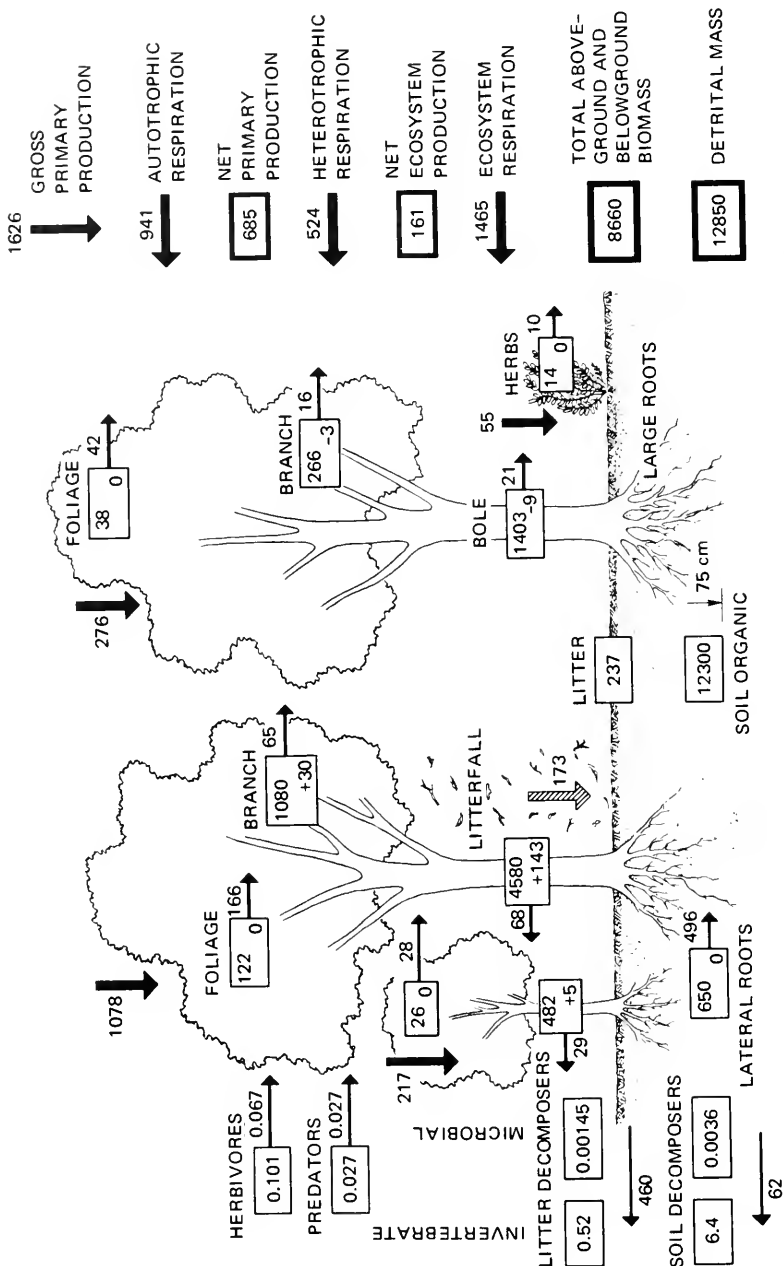 1078
FOLIAGE
122
0
166
BRANCH
1080
+30
65
276
FOLIAGE
38
0
42
BRANCH
266
-3
16
HERBIVORES
0.101
0.067
PREDATORS
0.027
0.027
217
26
0
28
482
+5
29
4580
+143
68
LITTERFALL
173
BOLE
1403
-9
21
HERBS
55
14
0
10
INVERTEBRATE
MICROBIAL
LITTER DECOMPOSERS
0.52
0.00145
460
SOIL DECOMPOSERS
6.4
0.0036
62
LATERAL ROOTS
650
0
496
LITTER
237
12300
SOIL ORGANIC
75 cm
LARGE ROOTS
1626
GROSS
PRIMARY
PRODUCTION
941
AUTOTROPHIC
RESPIRATION
685
NET
PRIMARY
PRODUCTION
524
HETEROTROPHIC
RESPIRATION
161
NET
ECOSYSTEM
PRODUCTION
1465
ECOSYSTEM
RESPIRATION
8660
TOTAL ABOVE-
GROUND AND
BELOWGROUND
BIOMASS
12850
DETRITAL MASS